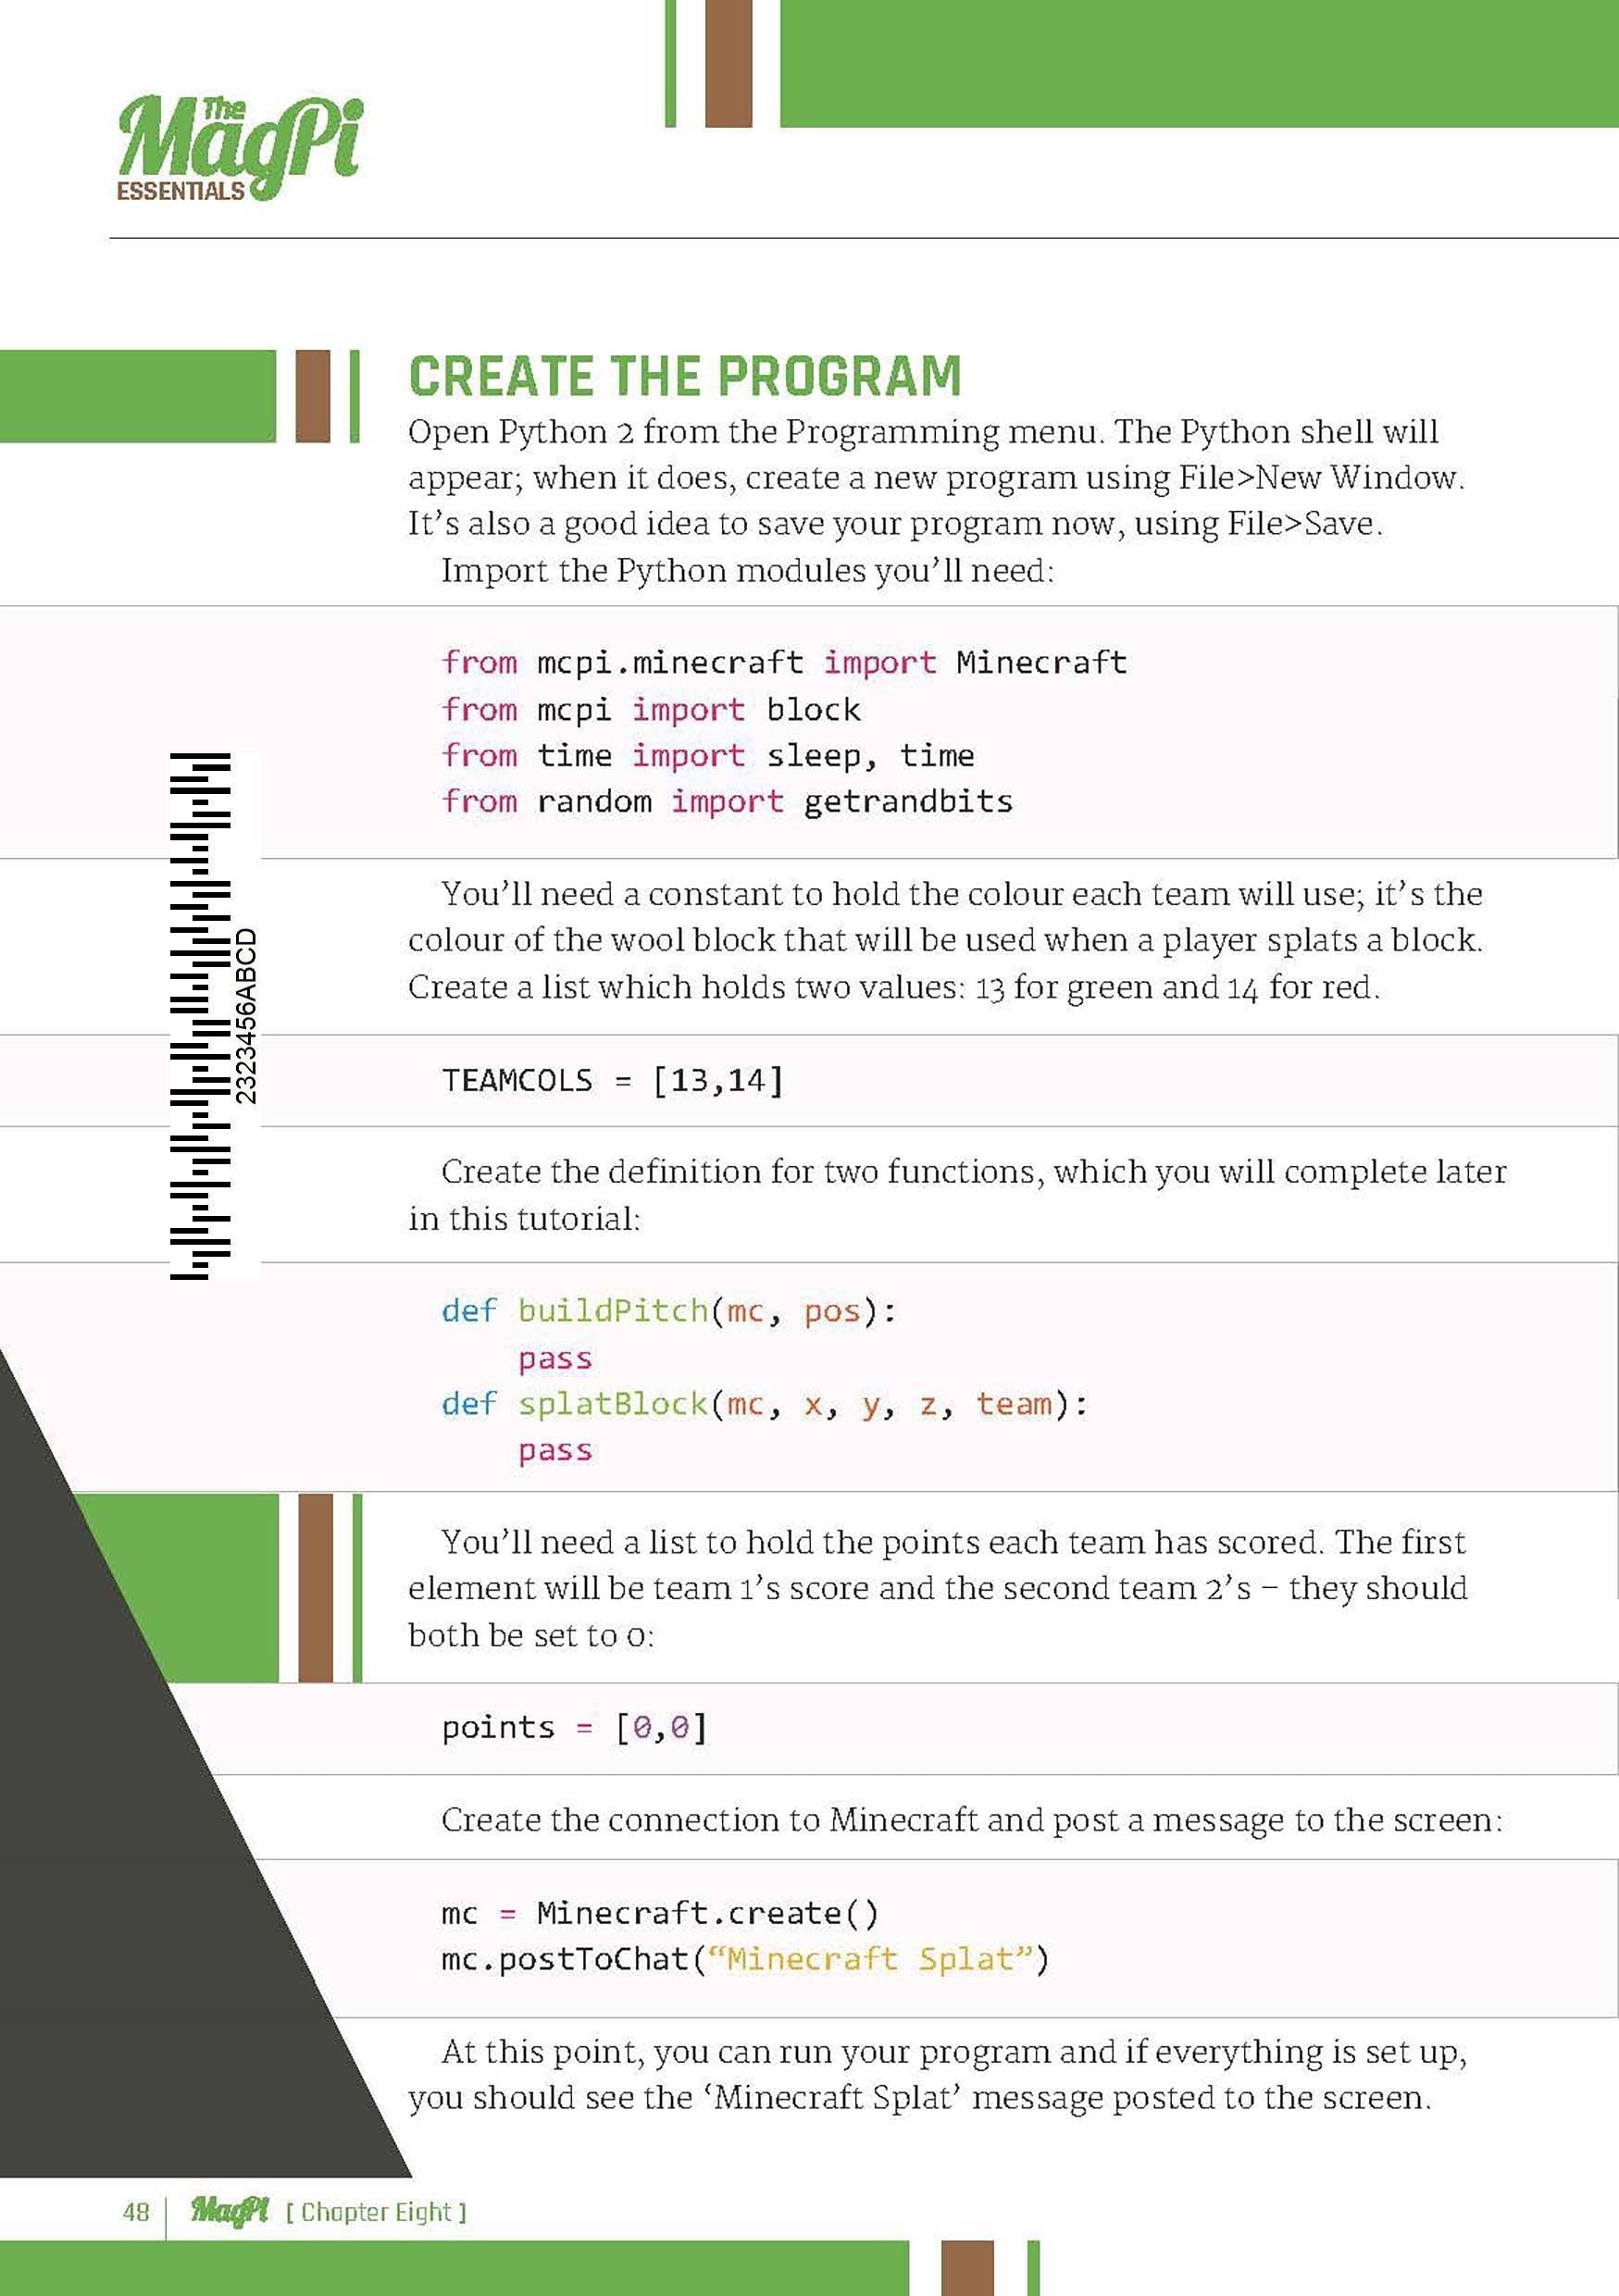 The
MagPi
ESSENTIALS
CREATE THE PROGRAM
Open Python 2 from the Programming menu. The Python shell will
appear; when it does, create a new program using File>New Window.
It’s also a good idea to save your program now, using File>Save.
Import the Python modules you’ll need:
from mcpi.minecraft import Minecraft
from mcpi import block
from time import sleep, time
from random import getrandbits
You’ll need a constant to hold the colour each team will use; it’s the
colour of the wool block that will be used when a player splats a block.
Create a list which holds two values: 13 for green and 14 for red.
2323456ABCD
TEAMCOLS = [13,14]
Create the definition for two functions, which you will complete later
in this tutorial:
def buildPitch(mc, pos):
    pass
def splatBlock(mc, x, y, z, team):
    pass
You’ll need a list to hold the points each team has scored. The first
element will be team 1’s score and the second team 2’s – they should
both be set to 0:
points = [0,0]
Create the connection to Minecraft and post a message to the screen:
mc = Minecraft.create()
mc.postToChat(“Minecraft Splat”)
At this point, you can run your program and if everything is set up,
you should see the ‘Minecraft Splat’ message posted to the screen.
48 MagPi [ Chapter Eight ]